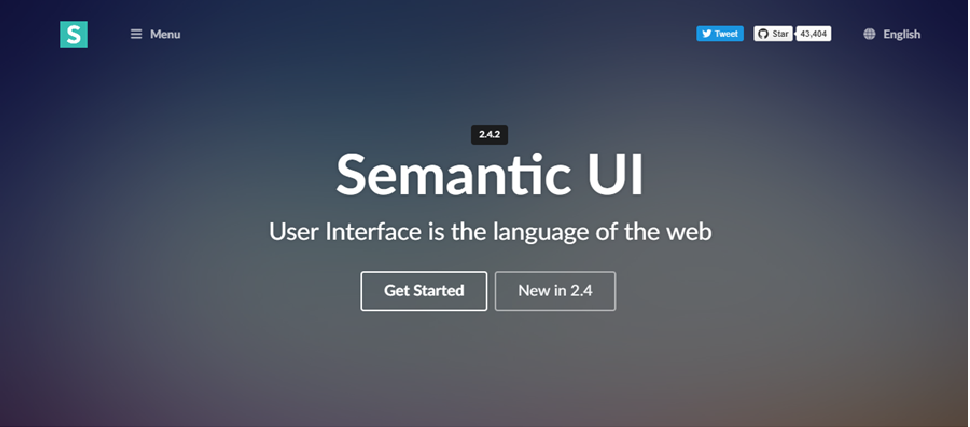 S
Menu
Tweet
Star 43,404
English
2.4.2
Semantic UI
User Interface is the language of the web
Get Started
New in 2.4